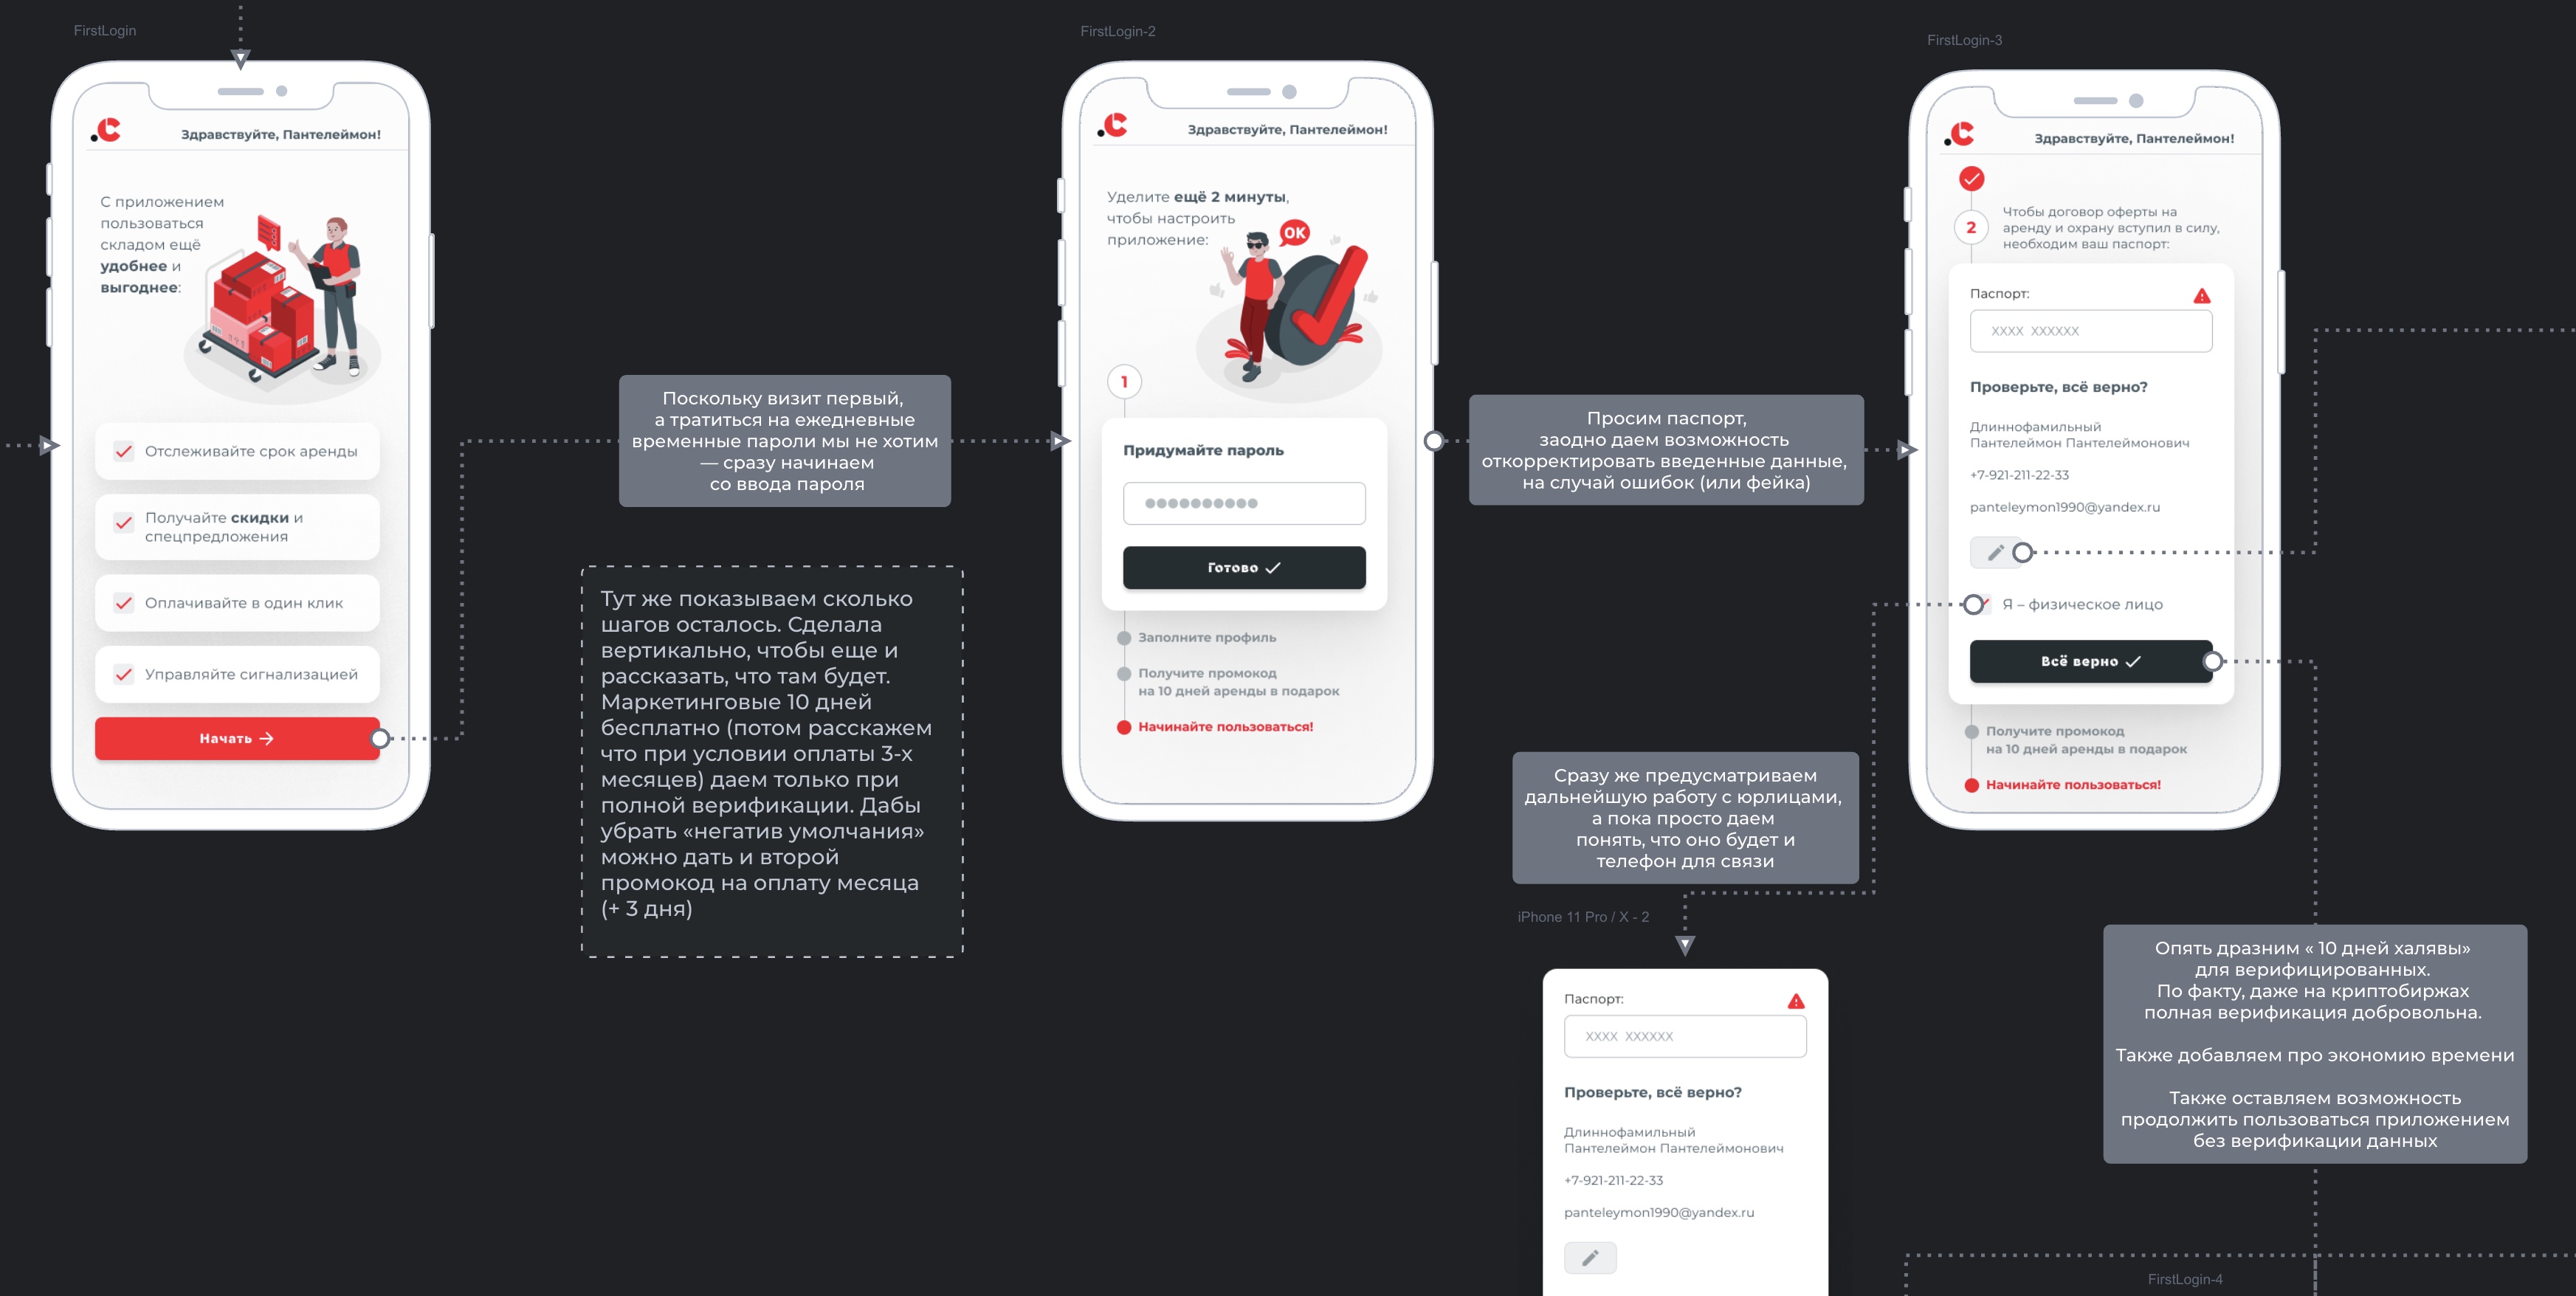 FirstLogin
Здравствуйте, Пантелеймон!
С приложением
пользоваться
складом ещё
удобнее и
выгоднее:
Отслеживайте срок аренды
Получайте скидки и
спецпредложения
Оплачивайте в один клик
Управляйте сигнализацией
Начать →
Поскольку визит первый,
а тратиться на ежедневные
временные пароли мы не хотим
— сразу начинаем
со ввода пароля
Тут же показываем сколько
шагов осталось. Сделала
вертикально, чтобы еще и
рассказать, что там будет.
Маркетинговые 10 дней
бесплатно (потом расскажем
что при условии оплаты 3-х
месяцев) даем только при
полной верификации. Дабы
убрать «негатив умолчания»
можно дать и второй
промокод на оплату месяца
(+ 3 дня)
FirstLogin-2
Здравствуйте, Пантелеймон!
Уделите ещё 2 минуты,
чтобы настроить
приложение:
OK
1
Придумайте пароль
Готово
Заполните профиль
Получите промокод
на 10 дней аренды в подарок
Начинайте пользоваться!
Просим паспорт,
заодно даем возможность
откорректировать введенные данные,
на случай ошибок (или фейка)
FirstLogin-3
Здравствуйте, Пантелеймон!
2
Чтобы договор оферты на
аренду и охрану вступил в силу,
необходим ваш паспорт:
Паспорт:
XXXX XXXXXX
Проверьте, всё верно?
Длиннофамильный
Пантелеймон Пантелеймонович
+7-921-211-22-33
panteleymon1990@yandex.ru
Я – физическое лицо
Всё верно
Получите промокод
на 10 дней аренды в подарок
Начинайте пользоваться!
Сразу же предусматриваем
дальнейшую работу с юрлицами,
а пока просто даем
понять, что оно будет и
телефон для связи
iPhone 11 Pro / X - 2
Паспорт:
XXXX XXXXXX
Проверьте, всё верно?
Длиннофамильный
Пантелеймон Пантелеймонович
+7-921-211-22-33
panteleymon1990@yandex.ru
Опять дразним « 10 дней халявы»
для верифицированных.
По факту, даже на криптобиржах
полная верификация добровольна.
Также добавляем про экономию времени
Также оставляем возможность
продолжить пользоваться приложением
без верификации данных
FirstLogin-4